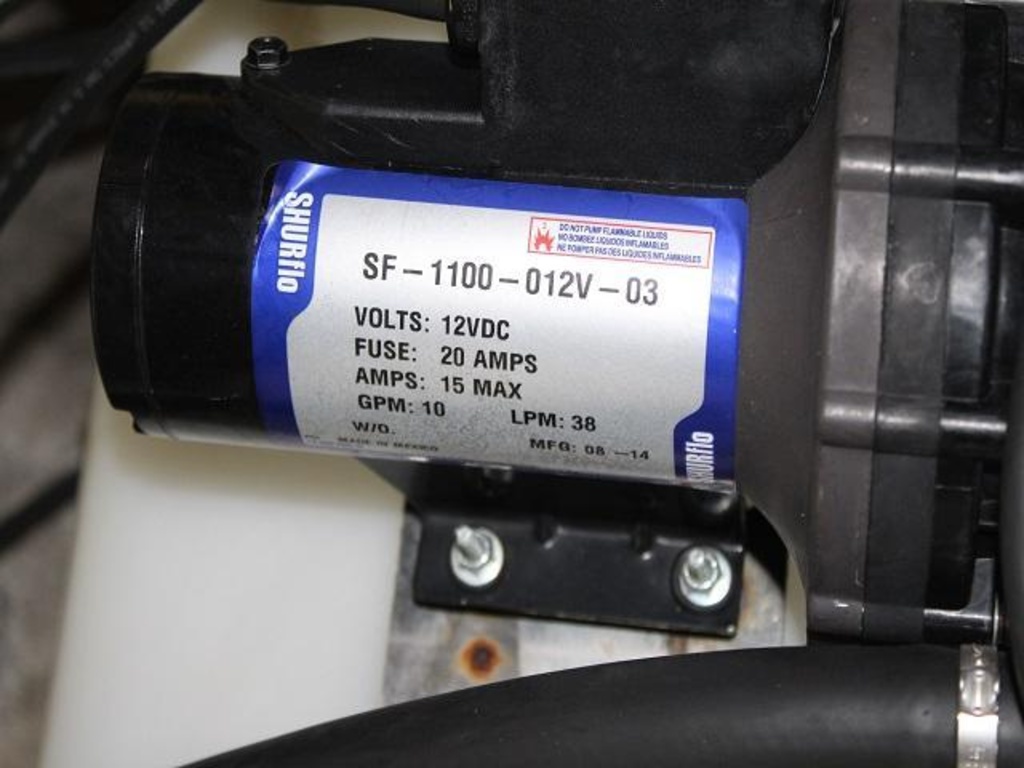 SHURflo
DO NOT PUMP FLAMMABLE LIQUIDS
NO BOMBEE LIQUIDOS INFLAMABLES
NE POMPER PAS DES LIQUIDES INFLAMMABLES
SF-1100-012V-03
VOLTS: 12VDC
FUSE: 20 AMPS
AMPS: 15 MAX
GPM: 10 LPM: 38
W/O. MFG: 08-14
MADE IN MEXICO
SHURflo